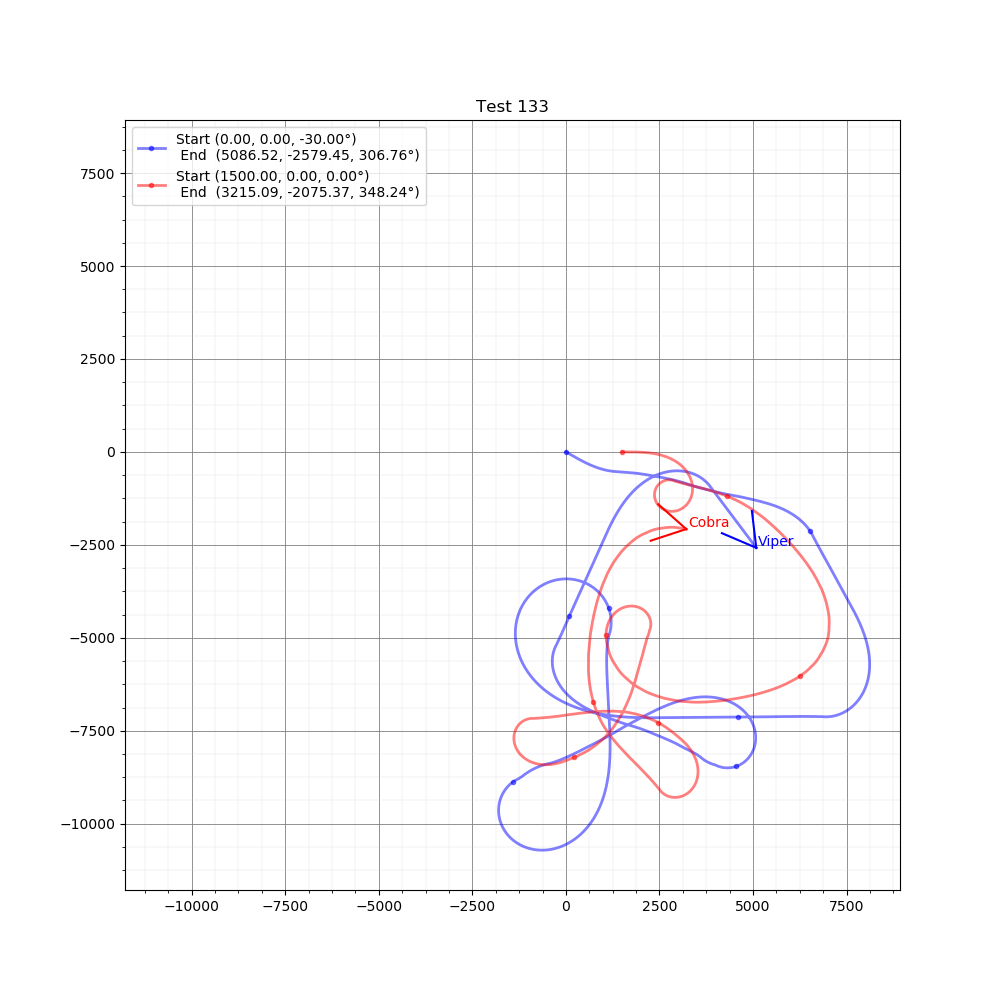 Test 133
Start (0.00, 0.00, -30.00°)
End (5086.52, -2579.45, 306.76°)
Start (1500.00, 0.00, 0.00°)
End (3215.09, -2075.37, 348.24°)
7500
5000
2500
0
−2500
−5000
−7500
−10000
Cobra
Viper
−10000 −7500 −5000 −2500 0 2500 5000 7500